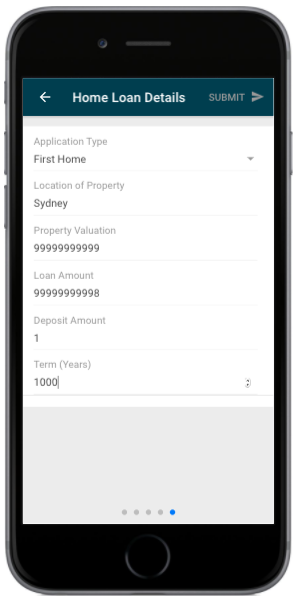 Home Loan Details SUBMIT
Application Type
First Home
Location of Property
Sydney
Property Valuation
99999999999
Loan Amount
99999999998
Deposit Amount
1
Term (Years)
1000